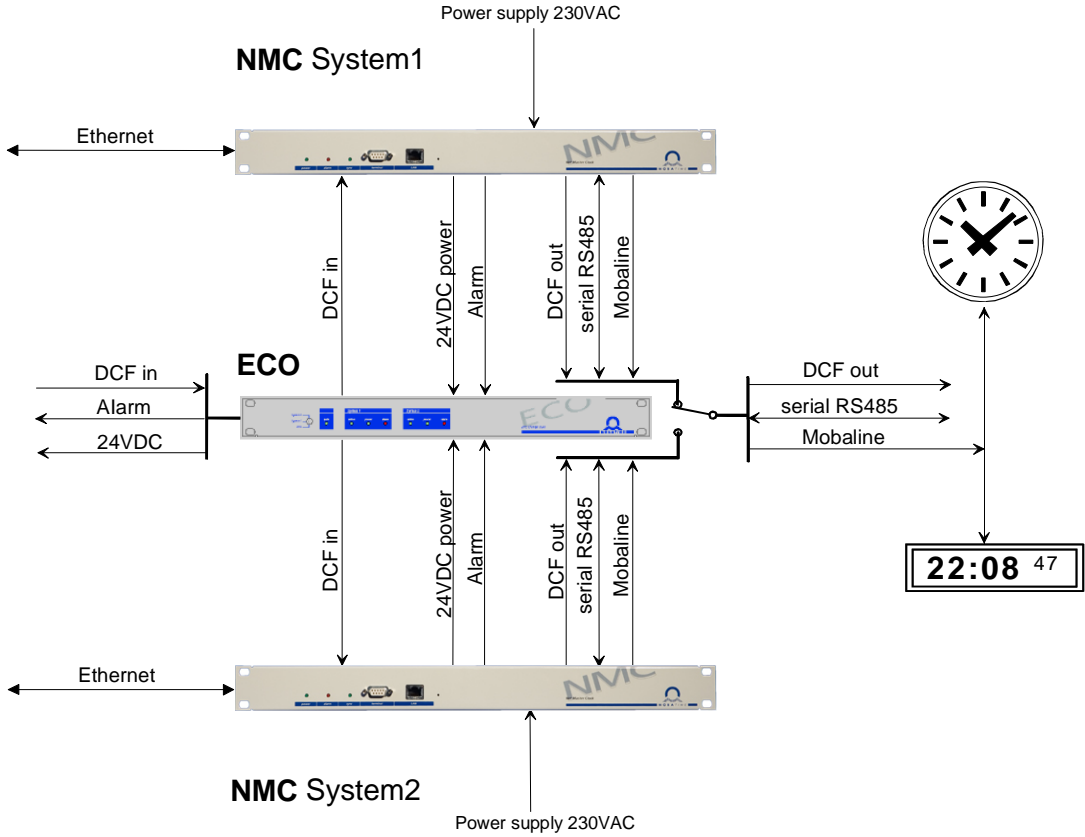 Power supply 230VAC
NMC System1
Ethernet
NMC
DCF in
24VDC power
Alarm
DCF out
serial RS485
Mobaline
ECO
DCF in
Alarm
24VDC
ECO
DCF out
serial RS485
Mobaline
DCF in
24VDC power
Alarm
DCF out
serial RS485
Mobaline
22:08 47
Ethernet
NMC
NMC System2
Power supply 230VAC